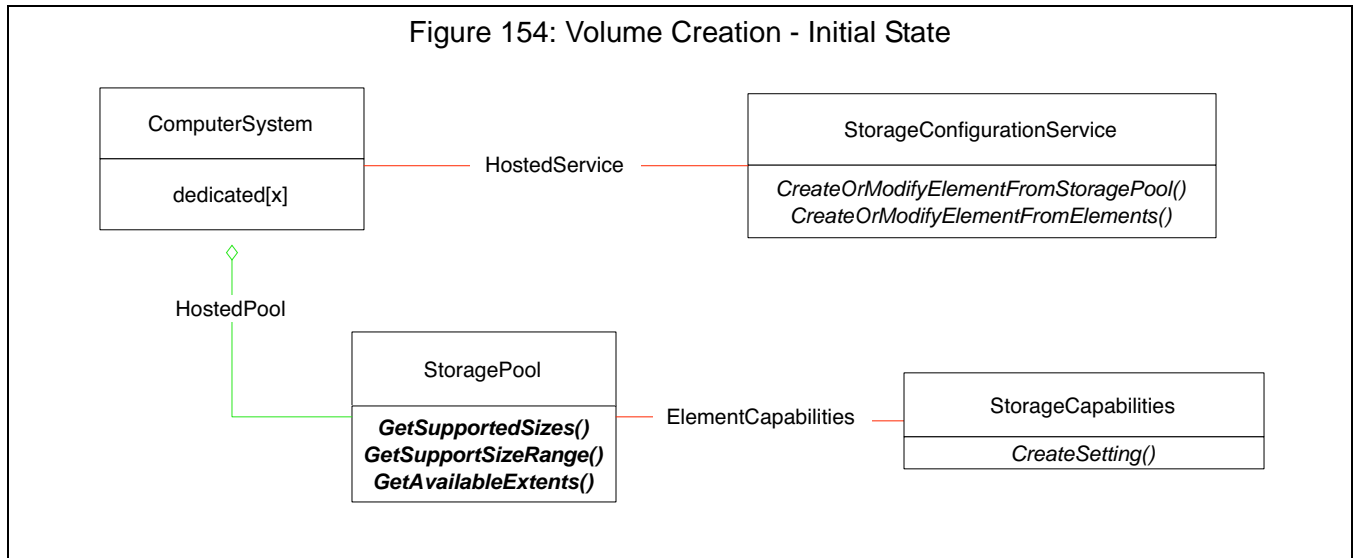 Figure 154: Volume Creation - Initial State
ComputerSystem
dedicated[x]
HostedService
StorageConfigurationService
CreateOrModifyElementFromStoragePool()
CreateOrModifyElementFromElements()
HostedPool
StoragePool
GetSupportedSizes()
GetSupportSizeRange()
GetAvailableExtents()
ElementCapabilities
StorageCapabilities
CreateSetting()